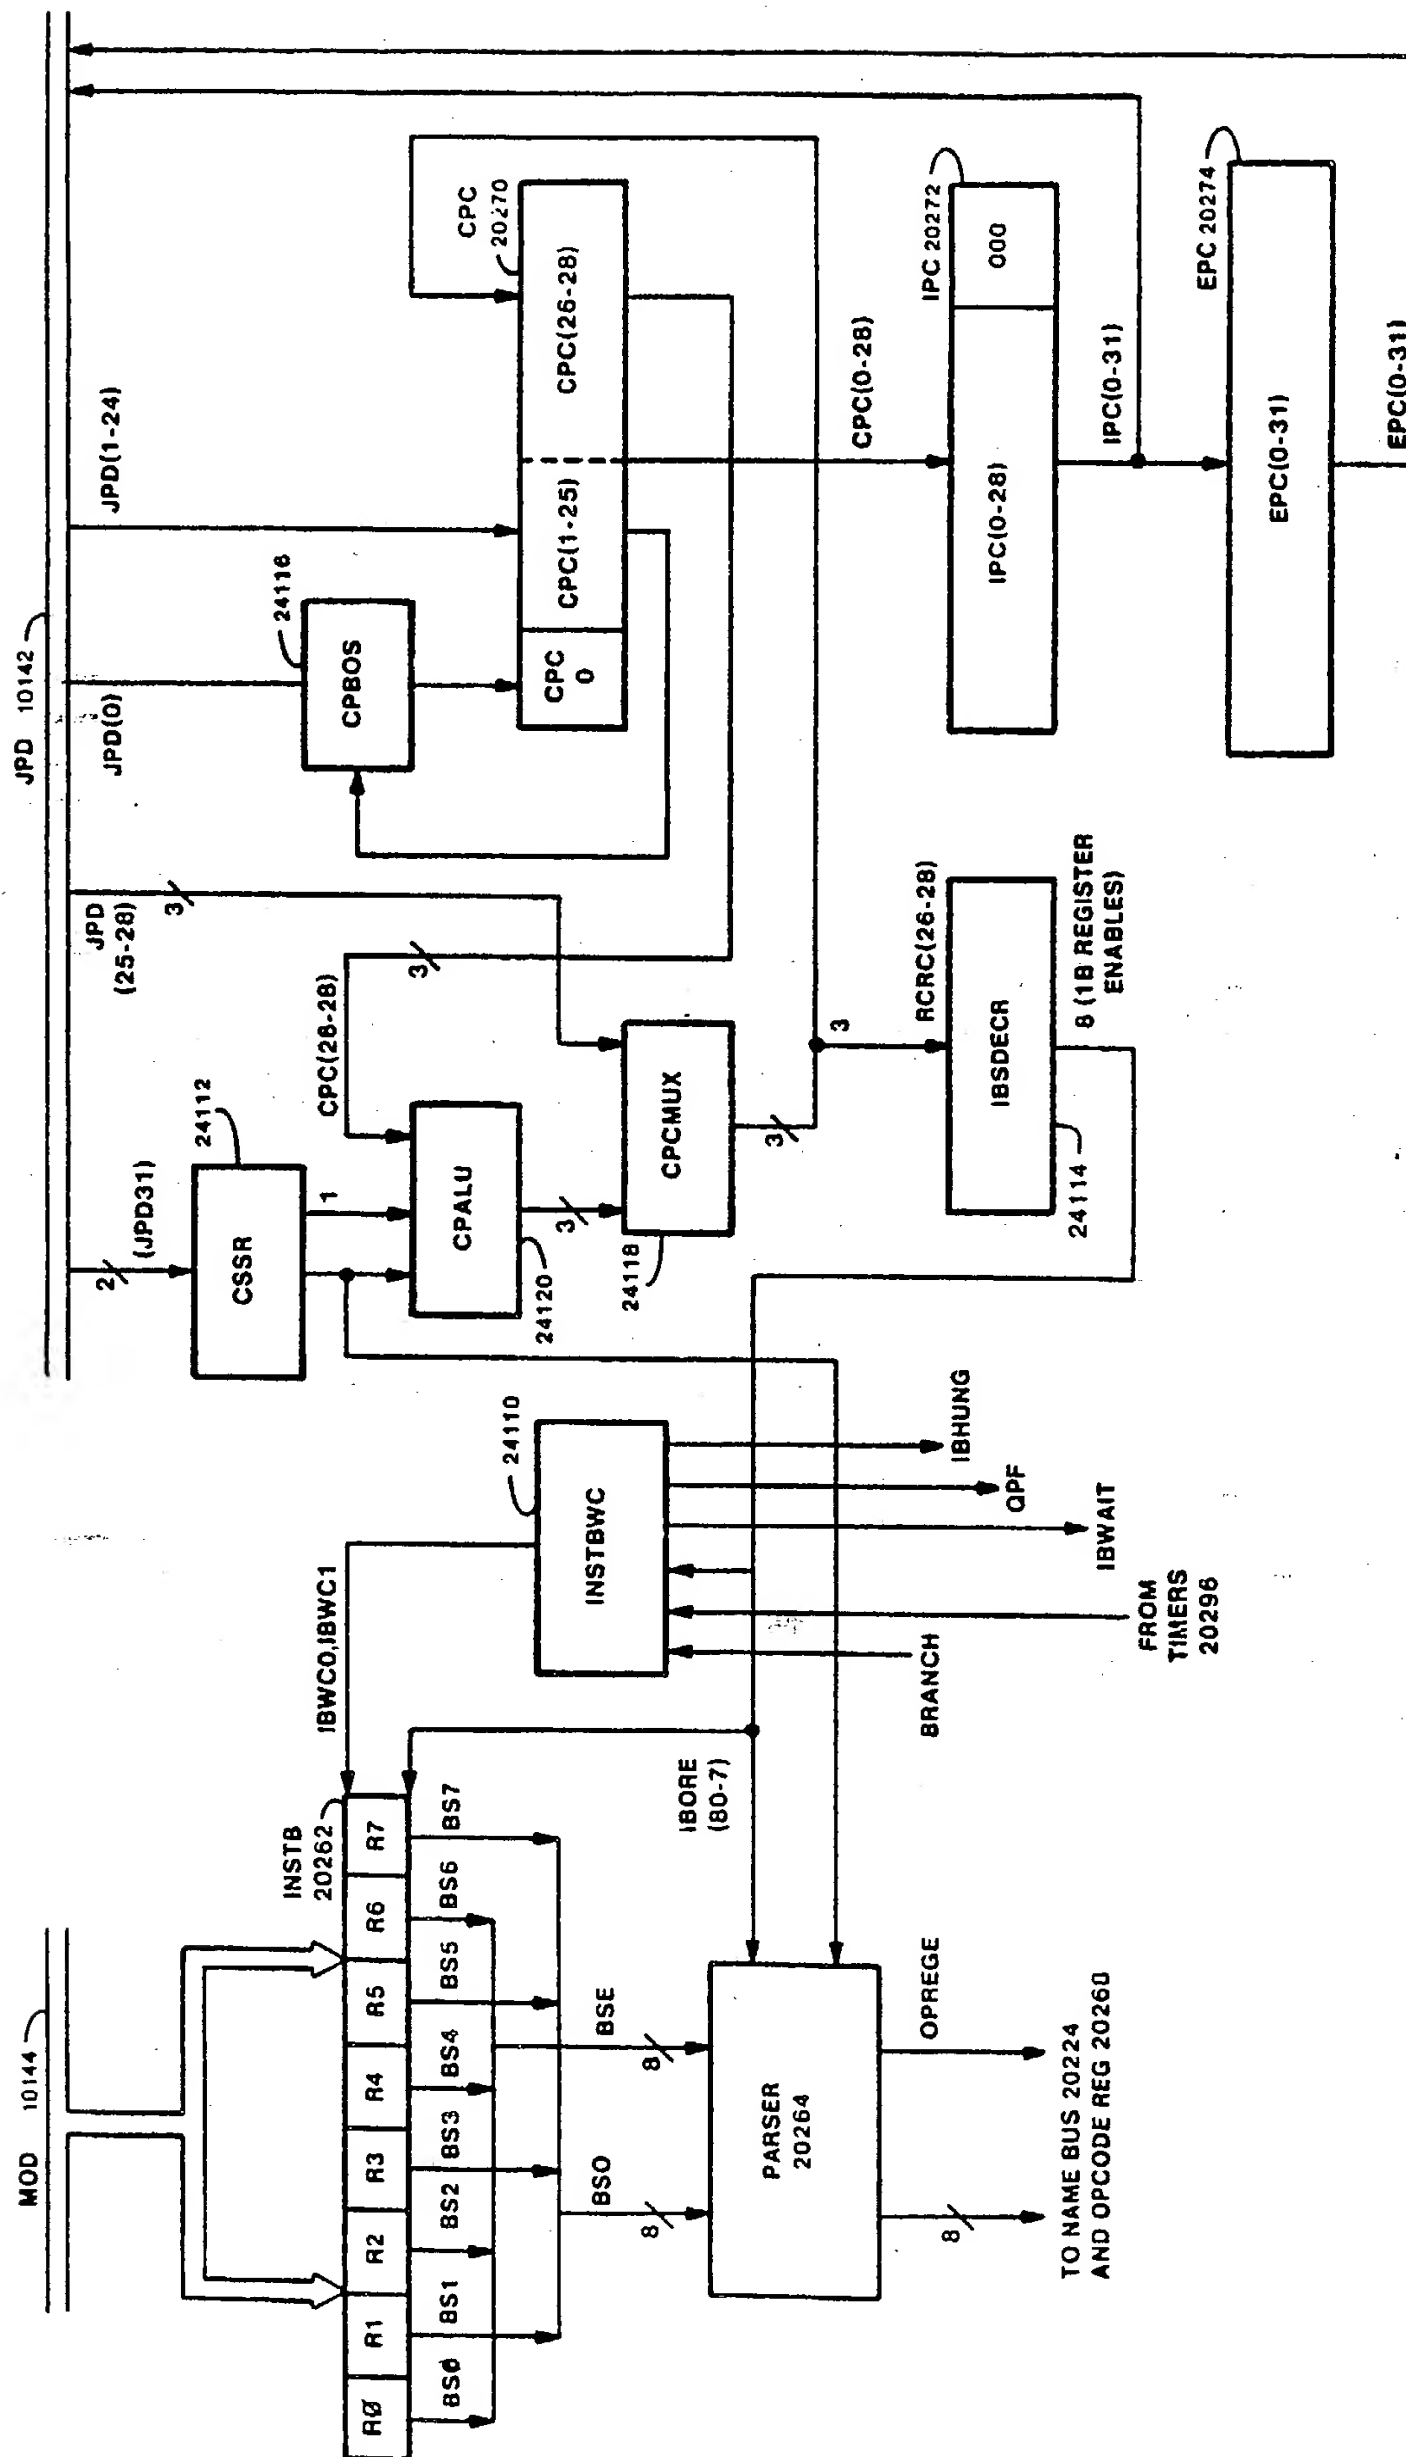 MOD 10144
INSTB
20262
RØ
R1
R2
R3
R4
R5
R6
R7
BSØ
BS1
BS2
BS3
BS4
BS5
BS6
BS7
BSO
8
BSE
8
PARSER
20264
8
OPREGE
TO NAME BUS 20224
AND OPCODE REG 20260
IBWC0,IBWC1
IBORE
(80-7)
INSTBWC
24110
BRANCH
FROM
TIMERS
20296
IBWAIT
QPF
IBHUNG
JPD 10142
2
(JPD31)
CSSR
24112
1
CPC(26-28)
3
CPALU
24120
3
JPD
(25-28)
3
CPCMUX
24118
3
3
RCRC(26-28)
IBSDECR
24114
8 (1B REGISTER
ENABLES)
JPD(0)
CPBOS
24116
JPD(1-24)
CPC
20270
CPC
0
CPC(1-25)
CPC(26-28)
CPC(0-28)
IPC 20272
IPC(0-28)
000
IPC(0-31)
EPC 20274
EPC(0-31)
EPC(0-31)